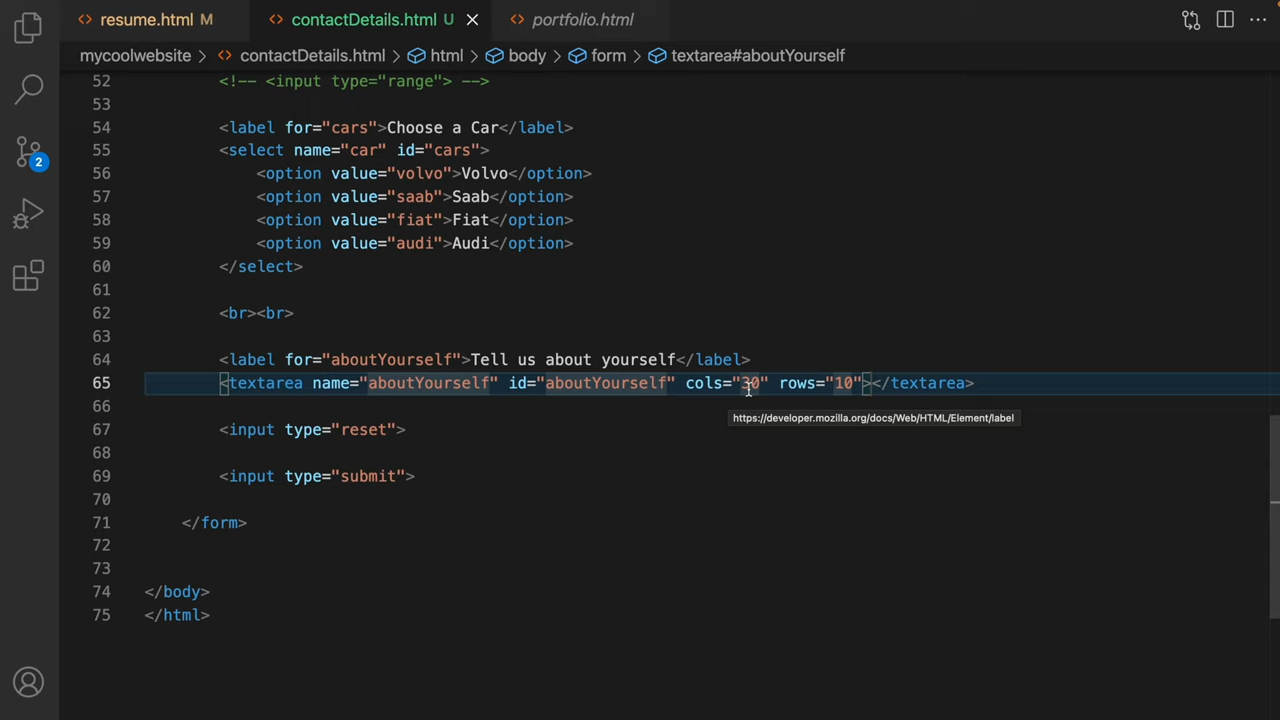 resume.html M contactDetails.html U portfolio.html
mycoolwebsite > contactDetails.html > html > body > form > textarea#aboutYourself
52 <!-- <input type="range"> -->
53
54 <label for="cars">Choose a Car</label>
55 <select name="car" id="cars">
56 <option value="volvo">Volvo</option>
57 <option value="saab">Saab</option>
58 <option value="fiat">Fiat</option>
59 <option value="audi">Audi</option>
60 </select>
61
62 <br><br>
63
64 <label for="aboutYourself">Tell us about yourself</label>
65 <textarea name="aboutYourself" id="aboutYourself" cols="30" rows="10"></textarea>
66
https://developer.mozilla.org/docs/Web/HTML/Element/label
67 <input type="reset">
68
69 <input type="submit">
70
71 </form>
72
73
74 </body>
75 </html>
2